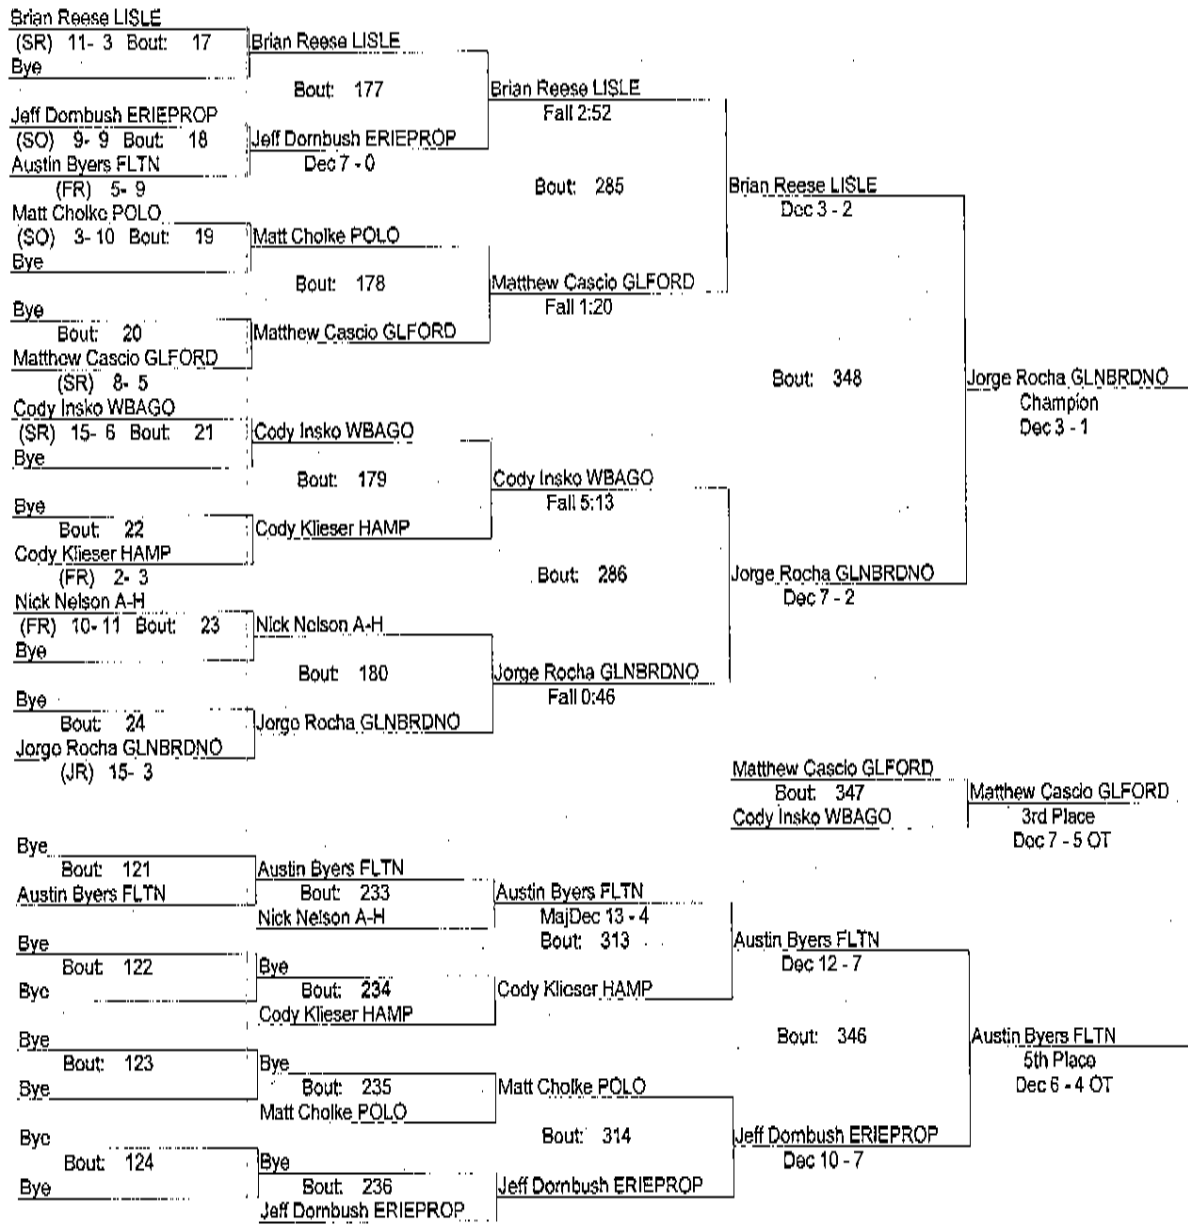 Brian Reese LISLE
(SR) 11- 3 Bout: 17
Bye
Brian Reese LISLE
Bout: 177
Brian Reese LISLE
Fall 2:52
Jeff Dornbush ERIEPROP
(SO) 9- 9 Bout: 18
Austin Byers FLTN
(FR) 5- 9
Jeff Dornbush ERIEPROP
Dec 7 - 0
Bout: 285
Brian Reese LISLE
Dec 3 - 2
Matt Cholke POLO
(SO) 3- 10 Bout: 19
Bye
Matt Cholke POLO
Bout: 178
Matthew Cascio GLFORD
Fall 1:20
Bye
Bout: 20
Matthew Cascio GLFORD
(SR) 8- 5
Matthew Cascio GLFORD
Bout: 348
Jorge Rocha GLNBRDNO
Champion
Dec 3 - 1
Cody Insko WBAGO
(SR) 15- 6 Bout: 21
Bye
Cody Insko WBAGO
Bout: 179
Cody Insko WBAGO
Fall 5:13
Bye
Bout: 22
Cody Klieser HAMP
(FR) 2- 3
Cody Klieser HAMP
Bout: 286
Jorge Rocha GLNBRDNO
Dec 7 - 2
Nick Nelson A-H
(FR) 10- 11 Bout: 23
Bye
Nick Nelson A-H
Bout: 180
Jorge Rocha GLNBRDNO
Fall 0:46
Bye
Bout: 24
Jorge Rocha GLNBRDNO
(JR) 15- 3
Jorge Rocha GLNBRDNO
Matthew Cascio GLFORD
Bout: 347
Cody Insko WBAGO
Matthew Cascio GLFORD
3rd Place
Dec 7 - 5 OT
Bye
Bout: 121
Austin Byers FLTN
Austin Byers FLTN
Bout: 233
Nick Nelson A-H
Austin Byers FLTN
MajDec 13 - 4
Bout: 313
Austin Byers FLTN
Dec 12 - 7
Bye
Bout: 122
Bye
Bye
Bout: 234
Cody Klieser HAMP
Cody Klieser HAMP
Bout: 346
Austin Byers FLTN
5th Place
Dec 6 - 4 OT
Bye
Bout: 123
Bye
Bye
Bout: 235
Matt Cholke POLO
Matt Cholke POLO
Bout: 314
Jeff Dornbush ERIEPROP
Dec 10 - 7
Bye
Bout: 124
Bye
Bye
Bout: 236
Jeff Dornbush ERIEPROP
Jeff Dornbush ERIEPROP